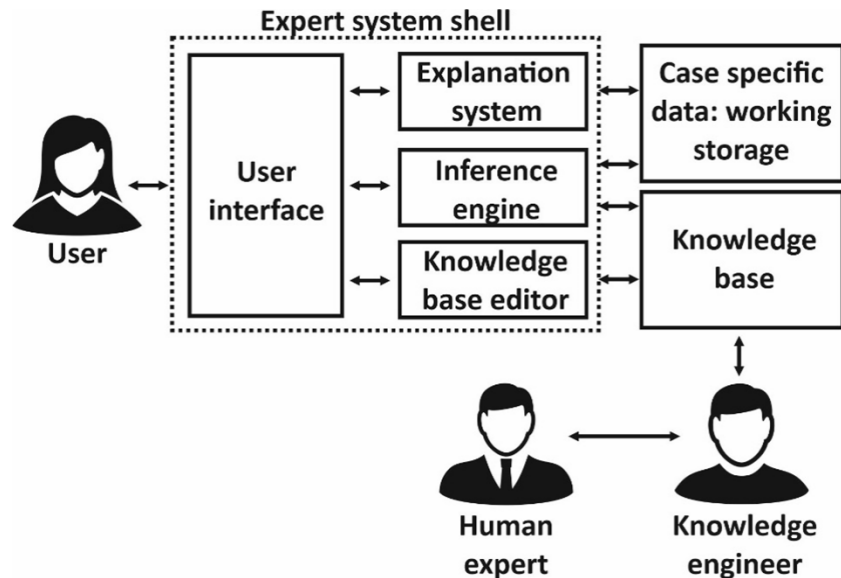 Expert system shell
User
interface
Explanation
system
Inference
engine
Knowledge
base editor
Case specific
data: working
storage
Knowledge
base
User
Human
expert
Knowledge
engineer